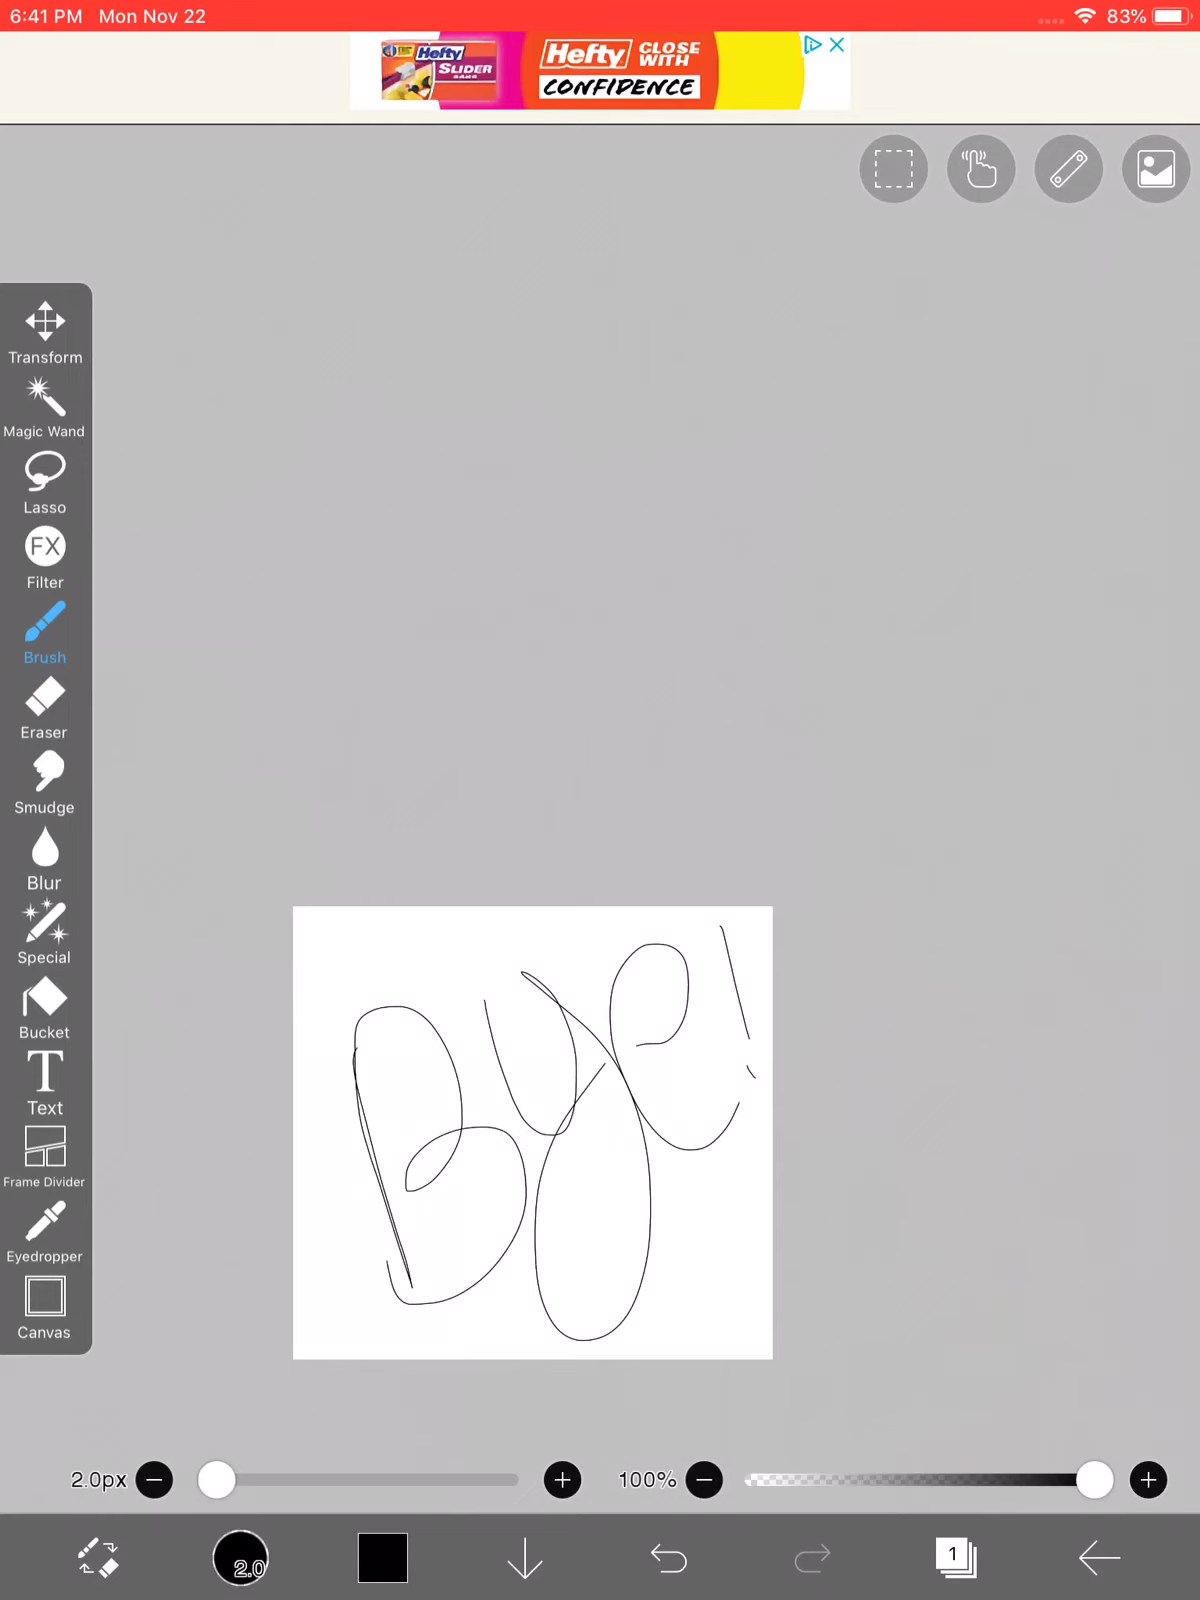 6:41 PM Mon Nov 22 83%
Hefty SLIDER BAGS Hefty CLOSE WITH CONFIDENCE
Transform
Magic Wand
Lasso
FX
Filter
Brush
Eraser
Smudge
Blur
Special
Bucket
T
Text
Frame Divider
Eyedropper
Canvas
Bye!
2.0px 100%
2.0 1